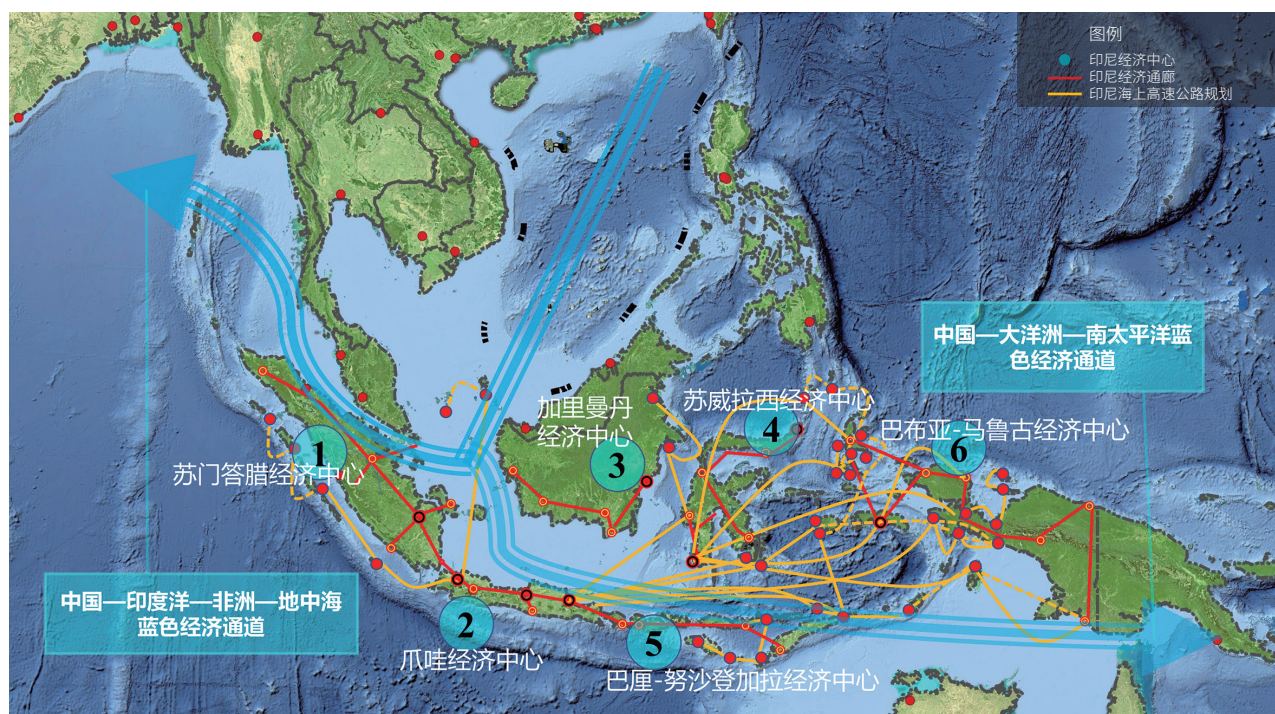 图例
印尼经济中心
印尼经济通廊
印尼海上高速公路规划
中国—大洋洲—南太平洋蓝
色经济通道
加里曼丹
经济中心
3
苏威拉西经济中心
4
巴布亚-马鲁古经济中心
6
1
苏门答腊经济中心
中国—印度洋—非洲—地中海
蓝色经济通道
2
爪哇经济中心
5
巴厘-努沙登加拉经济中心